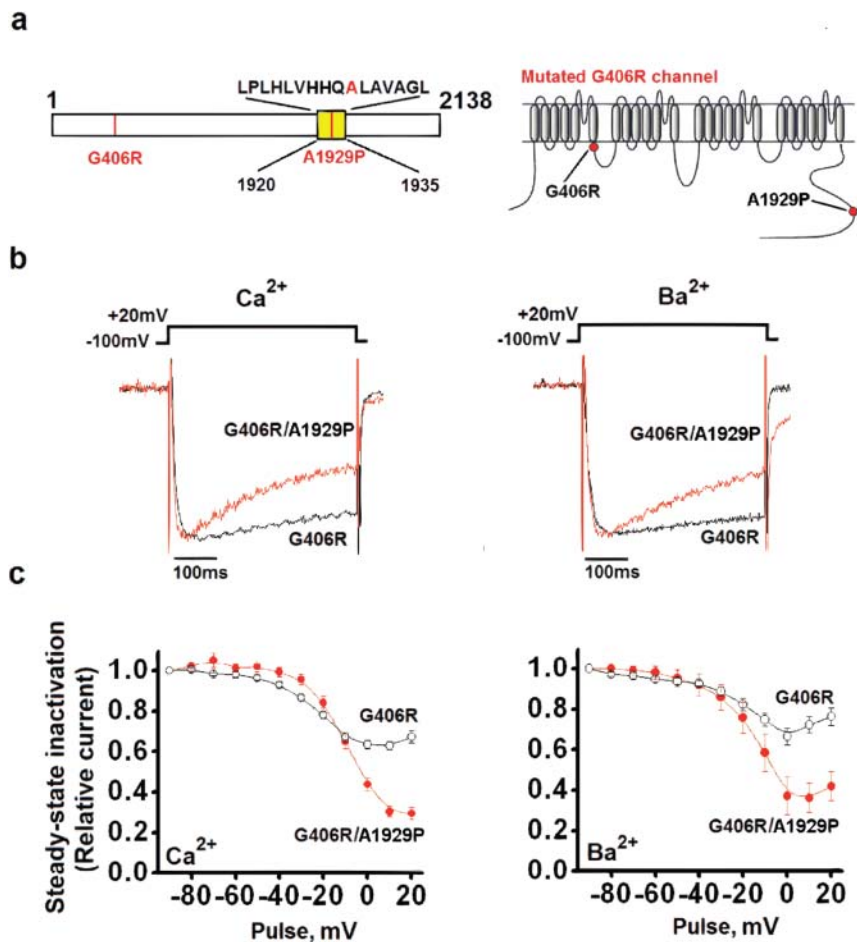 a
LPLHLVHHQALAVAGL
1
2138
G406R
A1929P
1920
1935
Mutated G406R channel
G406R
A1929P
b
Ca2+
+20mV
-100mV
G406R/A1929P
G406R
100ms
Ba2+
+20mV
-100mV
G406R/A1929P
G406R
100ms
c
Steady-state inactivation
(Relative current)
1.0
0.8
0.6
0.4
0.2
0.0
G406R
G406R/A1929P
Ca2+
-80 -60 -40 -20 0 20
Pulse, mV
1.0
0.8
0.6
0.4
0.2
0.0
G406R
G406R/A1929P
Ba2+
-80 -60 -40 -20 0 20
Pulse, mV